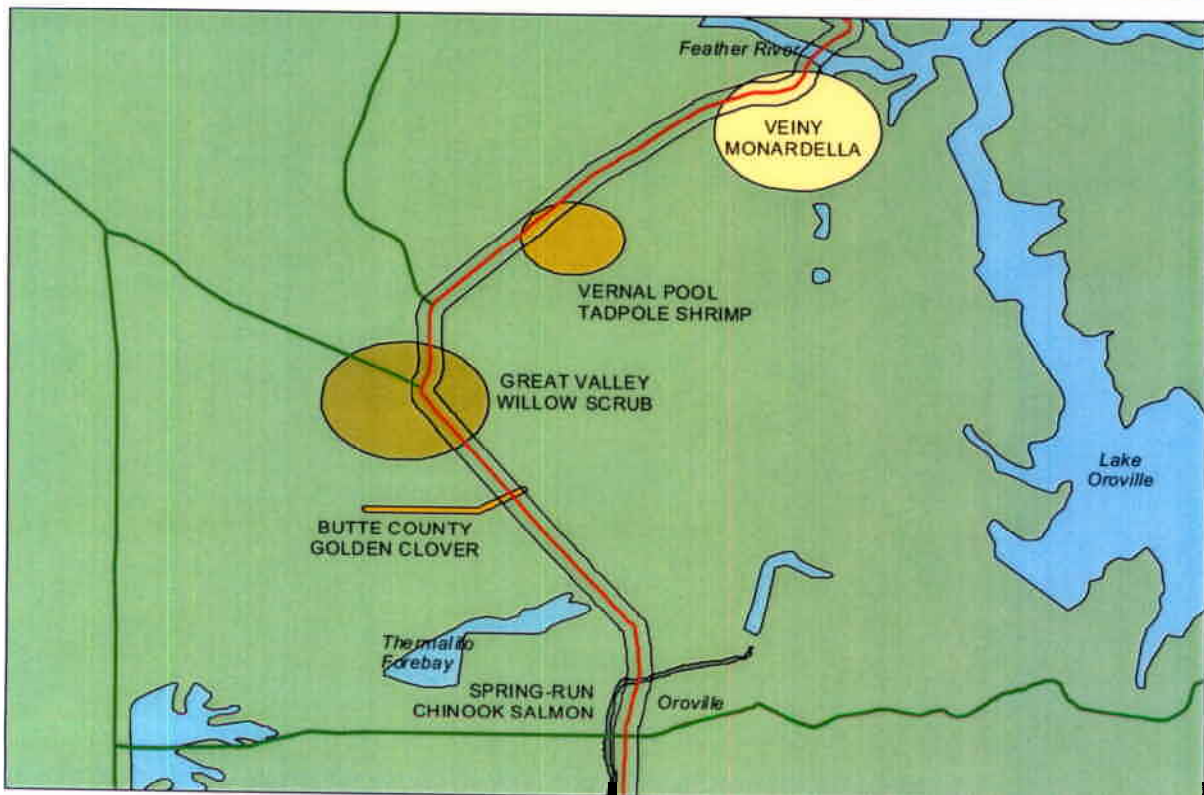 Feather River
VEINY
MONARDELLA
VERNAL POOL
TADPOLE SHRIMP
GREAT VALLEY
WILLOW SCRUB
Lake
Oroville
BUTTE COUNTY
GOLDEN CLOVER
Thermalito
Forebay
SPRING-RUN
CHINOOK SALMON
Oroville